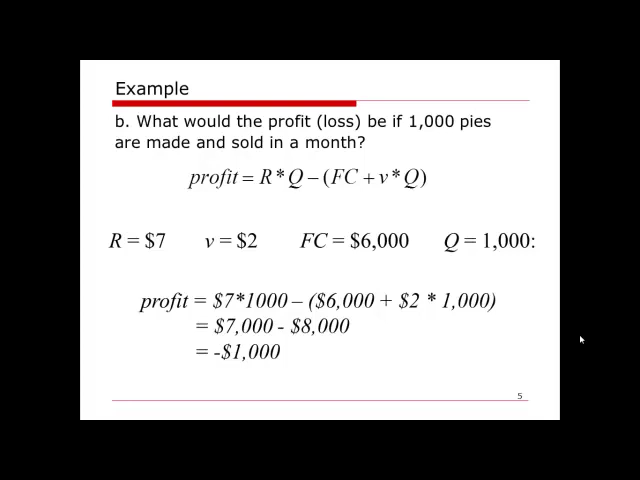 Example
b. What would the profit (loss) be if 1,000 pies
are made and sold in a month?
profit = R * Q − (FC + v * Q)
R = $7 v = $2 FC = $6,000 Q = 1,000:
profit = $7*1000 – ($6,000 + $2 * 1,000)
= $7,000 - $8,000
= -$1,000
5